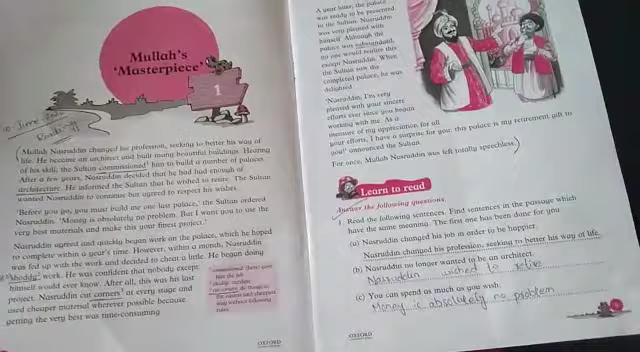 Mullah's
'Masterpiece'
1
Reading
Mullah Nasruddin changed his profession, seeking to better his way of
life. He became an architect and built many beautiful buildings. Hearing
of his skill, the Sultan commissioned¹ him to build a number of palaces.
After a few years, Nasruddin decided that he had had enough of
architecture. He informed the Sultan that he wished to retire. The Sultan
wanted Nasruddin to continue but agreed to respect his wishes.
'Before you go, you must build me one last palace,' the Sultan ordered
Nasruddin. 'Money is absolutely no problem. But I want you to use the
very best materials and make this your finest project.'
Nasruddin agreed and quickly began work on the palace, which he hoped
to complete within a year's time. However, within a month, Nasruddin
was fed up with the work and decided to cheat a little. He began doing
'shoddy'² work. He was confident that nobody except
himself would ever know. After all, this was his last
project. Nasruddin cut corners³ at every stage and
used cheaper material wherever possible because
getting the very best was time-consuming
OXFORD
A year later, the palace
was ready to be presented
to the Sultan. Nasruddin
was very pleased with
himself. Although the
palace was substandard,
no one would realize this
except Nasruddin. When
the Sultan saw the
completed palace, he was
delighted.
'Nasruddin, I'm very
pleased with your sincere
efforts ever since you began
working with me. As a
measure of my appreciation for all
your efforts, I have a surprise for you: this palace is my retirement gift to
you!' announced the Sultan.
For once, Mullah Nasruddin was left totally speechless.
Learn to read
Answer the following questions.
1. Read the following sentences. Find sentences in the passage which
have the same meaning. The first one has been done for you
(a) Nasruddin changed his job in order to be happier.
Nasruddin changed his profession, seeking to better his way of life.
(b) Nasruddin no longer wanted to be an architect.
Nasruddin wished to retire
(c) You can spend as much as you wish.
Money is absolutely no problem
OXFORD